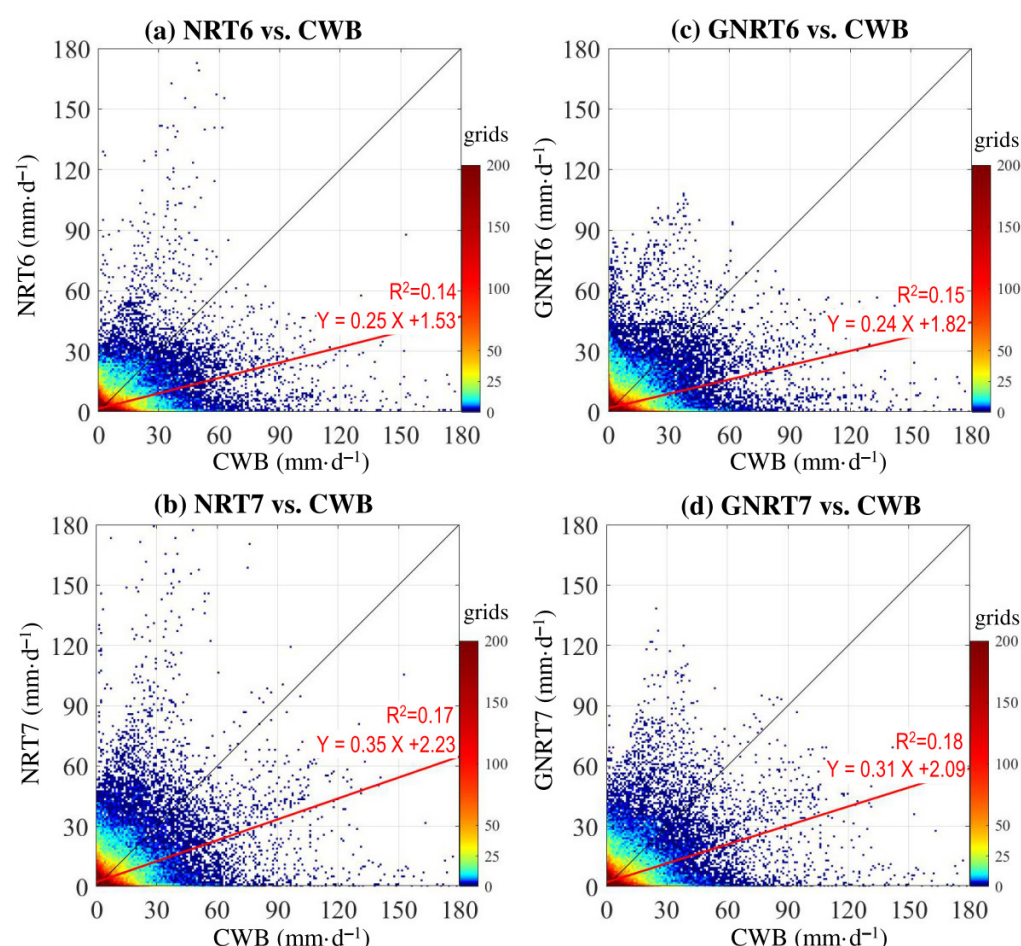 (a) NRT6 vs. CWB
180
150
120
90
60
30
0
NRT6 (mm·d⁻¹)
0 30 60 90 120 150 180
CWB (mm·d⁻¹)
R²=0.14
Y = 0.25 X +1.53
grids
200
150
100
50
25
0
(c) GNRT6 vs. CWB
180
150
120
90
60
30
0
GNRT6 (mm·d⁻¹)
0 30 60 90 120 150 180
CWB (mm·d⁻¹)
R²=0.15
Y = 0.24 X +1.82
grids
200
150
100
50
25
0
(b) NRT7 vs. CWB
180
150
120
90
60
30
0
NRT7 (mm·d⁻¹)
0 30 60 90 120 150 180
CWB (mm·d⁻¹)
R²=0.17
Y = 0.35 X +2.23
grids
200
150
100
50
25
0
(d) GNRT7 vs. CWB
180
150
120
90
60
30
0
GNRT7 (mm·d⁻¹)
0 30 60 90 120 150 180
CWB (mm·d⁻¹)
R²=0.18
Y = 0.31 X +2.09
grids
200
150
100
50
25
0